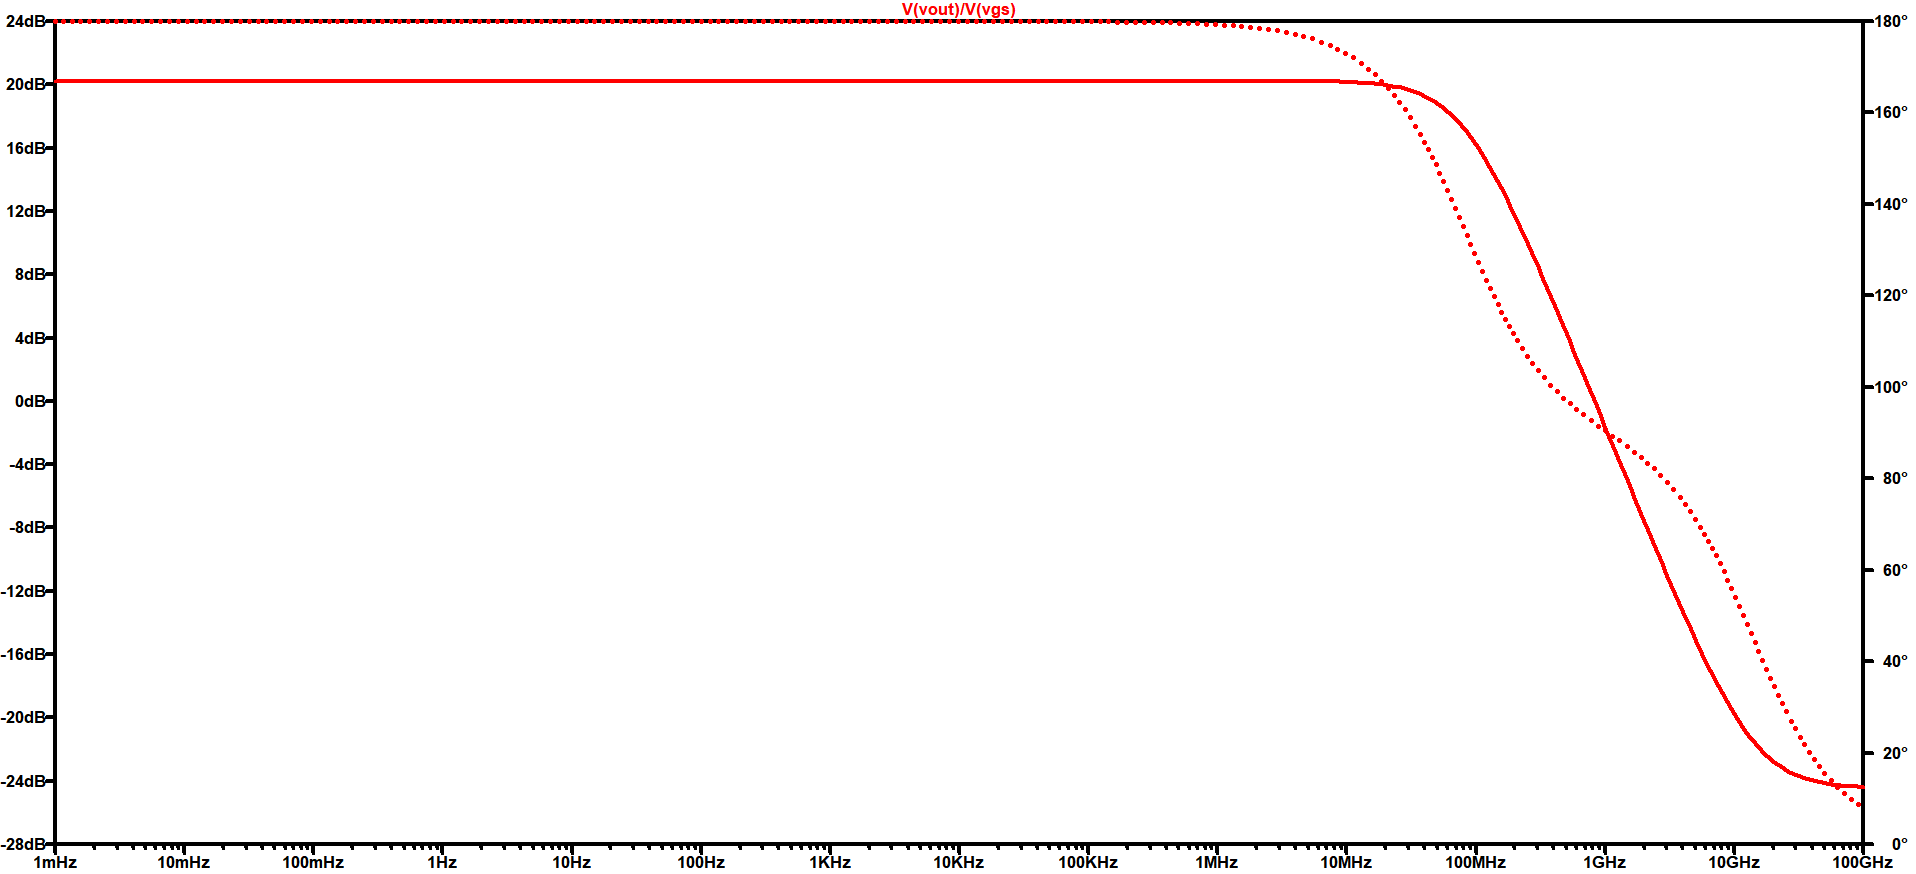 V(vout)/V(vgs)
24dB
20dB
16dB
12dB
8dB
4dB
0dB
-4dB
-8dB
-12dB
-16dB
-20dB
-24dB
-28dB
180°
160°
140°
120°
100°
80°
60°
40°
20°
0°
1mHz 10mHz 100mHz 1Hz 10Hz 100Hz 1KHz 10KHz 100KHz 1MHz 10MHz 100MHz 1GHz 10GHz 100GHz